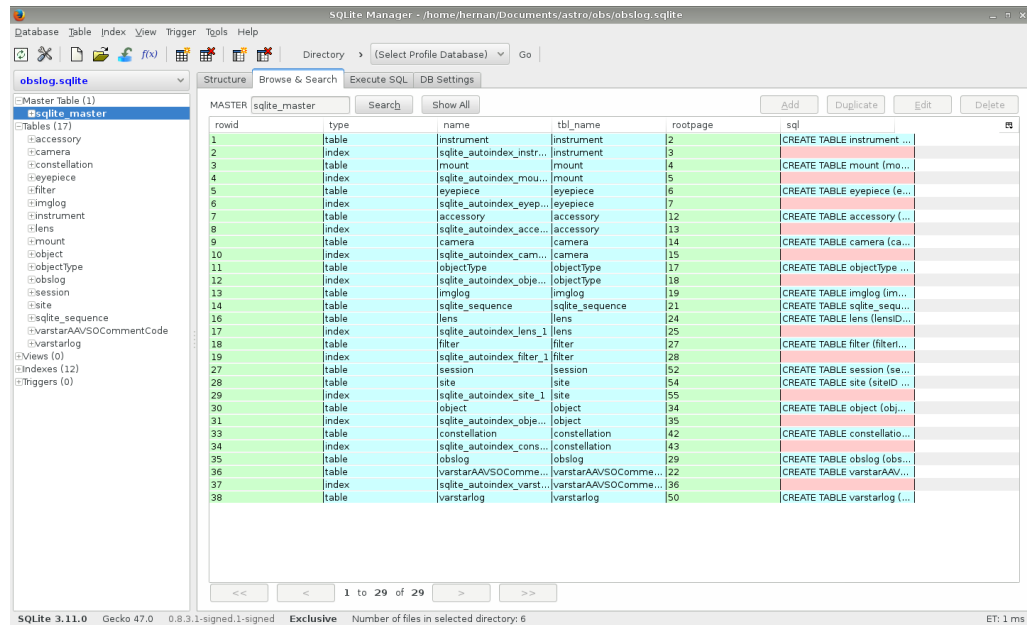 SQLite Manager - /home/hernan/Documents/astro/obs/obslog.sqlite
Database Table Index View Trigger Tools Help
f(x) Directory > (Select Profile Database) Go
obslog.sqlite
Master Table (1)
sqlite_master
Tables (17)
accessory
camera
constellation
eyepiece
filter
imglog
instrument
lens
mount
object
objectType
obslog
session
site
sqlite_sequence
varstarAAVSOCommentCode
varstarlog
Views (0)
Indexes (12)
Triggers (0)
Structure Browse & Search Execute SQL DB Settings
MASTER sqlite_master Search Show All Add Duplicate Edit Delete
rowid type name tbl_name rootpage sql
1 table instrument instrument 2 CREATE TABLE instrument ...
2 index sqlite_autoindex_instr... instrument 3
3 table mount mount 4 CREATE TABLE mount (mo...
4 index sqlite_autoindex_mou... mount 5
5 table eyepiece eyepiece 6 CREATE TABLE eyepiece (e...
6 index sqlite_autoindex_eyep... eyepiece 7
7 table accessory accessory 12 CREATE TABLE accessory (...
8 index sqlite_autoindex_acce... accessory 13
9 table camera camera 14 CREATE TABLE camera (ca...
10 index sqlite_autoindex_cam... camera 15
11 table objectType objectType 17 CREATE TABLE objectType ...
12 index sqlite_autoindex_obje... objectType 18
13 table imglog imglog 19 CREATE TABLE imglog (im...
14 table sqlite_sequence sqlite_sequence 21 CREATE TABLE sqlite_sequ...
16 table lens lens 24 CREATE TABLE lens (lensID...
17 index sqlite_autoindex_lens_1 lens 25
18 table filter filter 27 CREATE TABLE filter (filterI...
19 index sqlite_autoindex_filter_1 filter 28
27 table session session 52 CREATE TABLE session (se...
28 table site site 54 CREATE TABLE site (siteID ...
29 index sqlite_autoindex_site_1 site 55
30 table object object 34 CREATE TABLE object (obj...
31 index sqlite_autoindex_obje... object 35
33 table constellation constellation 42 CREATE TABLE constellatio...
34 index sqlite_autoindex_cons... constellation 43
35 table obslog obslog 29 CREATE TABLE obslog (obs...
36 table varstarAAVSOComme... varstarAAVSOComme... 22 CREATE TABLE varstarAAV...
37 index sqlite_autoindex_varst... varstarAAVSOComme... 36
38 table varstarlog varstarlog 50 CREATE TABLE varstarlog (...
<< < 1 to 29 of 29 > >>
SQLite 3.11.0 Gecko 47.0 0.8.3.1-signed.1-signed Exclusive Number of files in selected directory: 6 ET: 1 ms